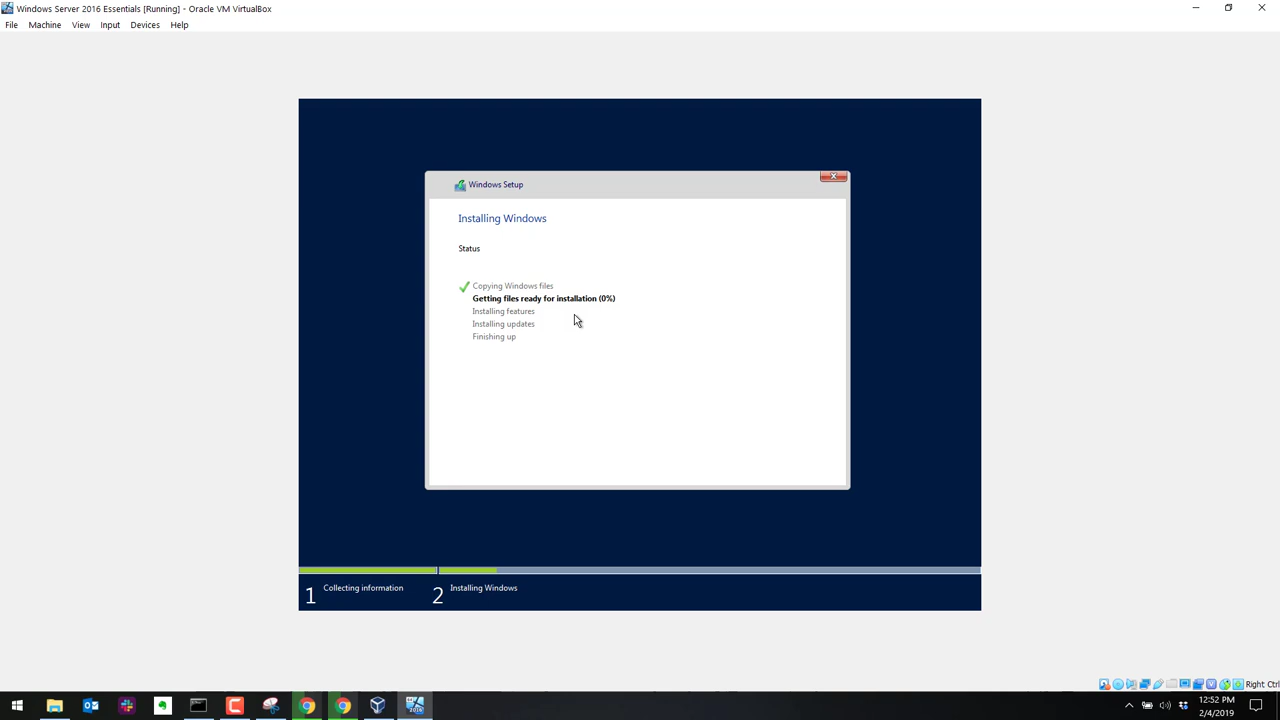 Windows Server 2016 Essentials [Running] - Oracle VM VirtualBox
File Machine View Input Devices Help
Windows Setup
Installing Windows
Status
Copying Windows files
Getting files ready for installation (0%)
Installing features
Installing updates
Finishing up
1 Collecting information 2 Installing Windows
Right Ctrl
12:52 PM
2/4/2019